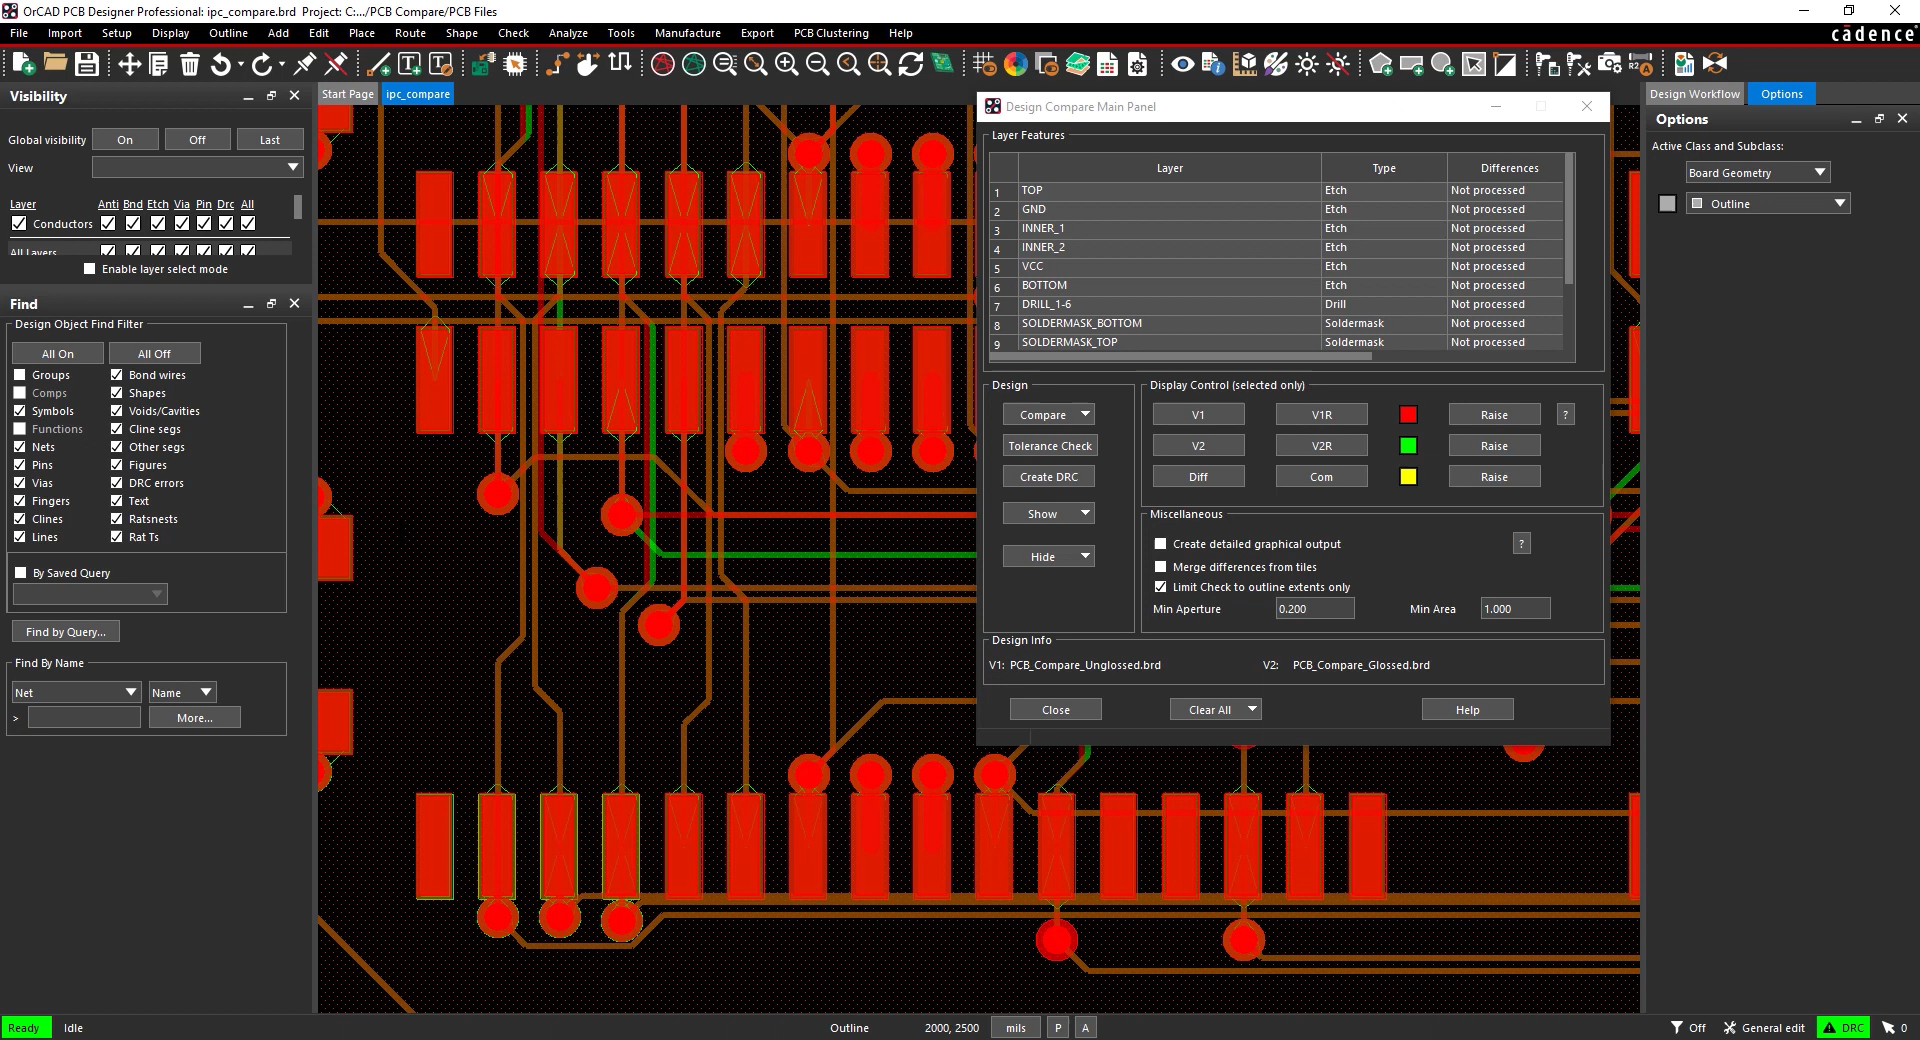 OrCAD PCB Designer Professional: ipc_compare.brd Project: C:.../PCB Compare/PCB Files
File Import Setup Display Outline Add Edit Place Route Shape Check Analyze Tools Manufacture Export PCB Clustering Help
cādence
Visibility
Global visibility On Off Last
View
Layer Anti Bnd Etch Via Pin Drc All
Conductors
All Layers
Enable layer select mode
Find
Design Object Find Filter
All On All Off
Groups Bond wires
Comps Shapes
Symbols Voids/Cavities
Functions Cline segs
Nets Other segs
Pins Figures
Vias DRC errors
Fingers Text
Clines Ratsnests
Lines Rat Ts
By Saved Query
Find by Query...
Find By Name
Net Name
> More...
Start Page ipc_compare
Design Compare Main Panel
Layer Features
Layer Type Differences
1 TOP Etch Not processed
2 GND Etch Not processed
3 INNER_1 Etch Not processed
4 INNER_2 Etch Not processed
5 VCC Etch Not processed
6 BOTTOM Etch Not processed
7 DRILL_1-6 Drill Not processed
8 SOLDERMASK_BOTTOM Soldermask Not processed
9 SOLDERMASK_TOP Soldermask Not processed
Design
Compare
Tolerance Check
Create DRC
Show
Hide
Display Control (selected only)
V1 V1R Raise ?
V2 V2R Raise
Diff Com Raise
Miscellaneous
Create detailed graphical output ?
Merge differences from tiles
Limit Check to outline extents only
Min Aperture 0.200 Min Area 1.000
Design Info
V1: PCB_Compare_Unglossed.brd V2: PCB_Compare_Glossed.brd
Close Clear All Help
Design Workflow Options
Options
Active Class and Subclass:
Board Geometry
Outline
Ready Idle Outline 2000, 2500 mils P A Off General edit DRC 0